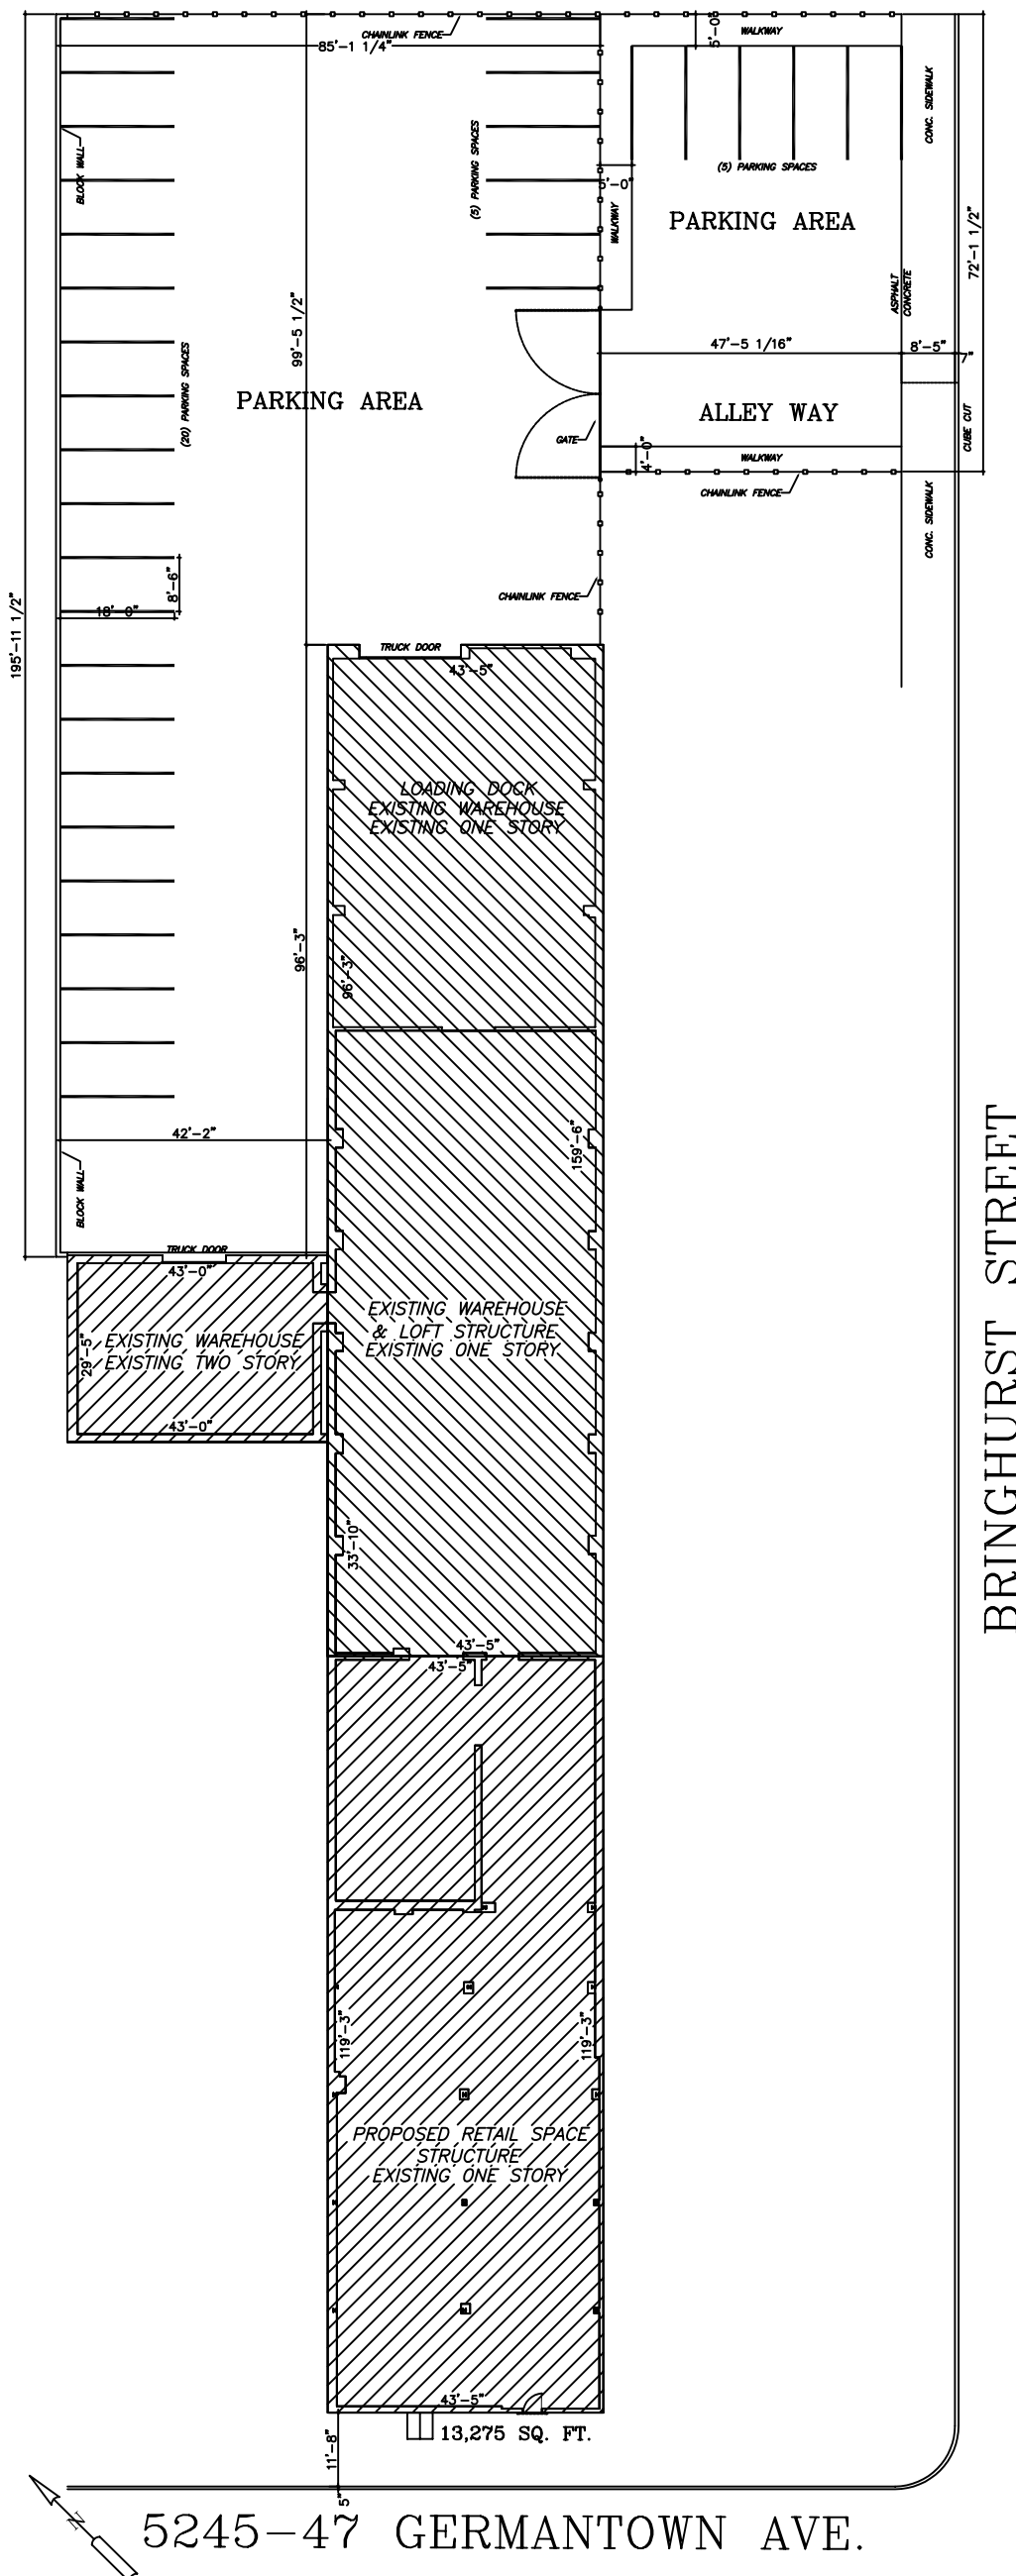 CHAINLINK FENCE
85'-1 1/4"
5'-0"
WALKWAY
CONC. SIDEWALK
BLOCK WALL
(5) PARKING SPACES
(5) PARKING SPACES
5'-0"
WALKWAY
PARKING AREA
72'-1 1/2"
ASPHALT
CONCRETE
99'-5 1/2"
47'-5 1/16"
8'-5"
7"
(20) PARKING SPACES
PARKING AREA
ALLEY WAY
CUBE CUT
GATE
4'-0"
WALKWAY
CHAINLINK FENCE
CONC. SIDEWALK
8'-6"
18'-0"
CHAINLINK FENCE
195'-11 1/2"
TRUCK DOOR
43'-5"
LOADING DOCK
EXISTING WAREHOUSE
EXISTING ONE STORY
96'-3"
96'-3"
42'-2"
159'-6"
BLOCK WALL
TRUCK DOOR
43'-0"
EXISTING WAREHOUSE
EXISTING TWO STORY
29'-5"
43'-0"
EXISTING WAREHOUSE
& LOFT STRUCTURE
EXISTING ONE STORY
BRINGHURST STREET
33'-10"
43'-5"
43'-5"
119'-3"
119'-3"
PROPOSED RETAIL SPACE
STRUCTURE
EXISTING ONE STORY
43'-5"
13,275 SQ. FT.
11'-8"
5"
N
5245-47 GERMANTOWN AVE.